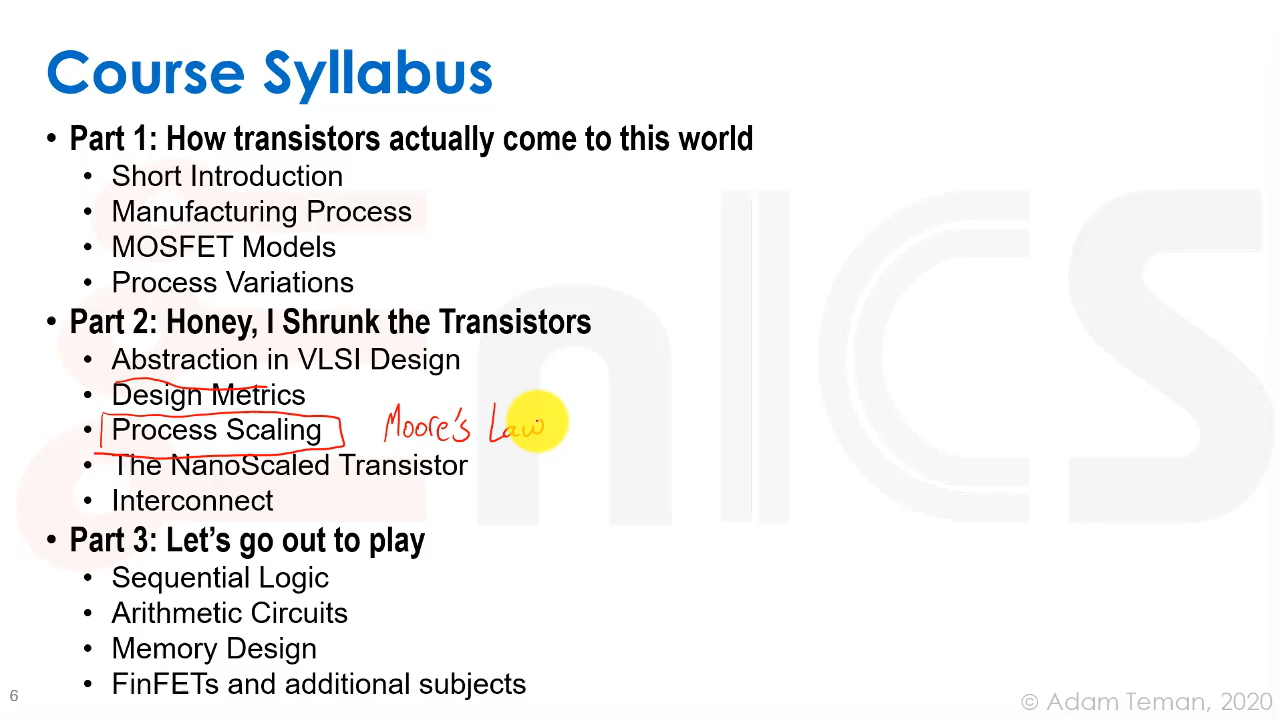 Course Syllabus
• Part 1: How transistors actually come to this world
• Short Introduction
• Manufacturing Process
• MOSFET Models
• Process Variations
• Part 2: Honey, I Shrunk the Transistors
• Abstraction in VLSI Design
• Design Metrics
• Process Scaling Moore's Law
• The NanoScaled Transistor
• Interconnect
• Part 3: Let's go out to play
• Sequential Logic
• Arithmetic Circuits
• Memory Design
• FinFETs and additional subjects
6
© Adam Teman, 2020
EnICS